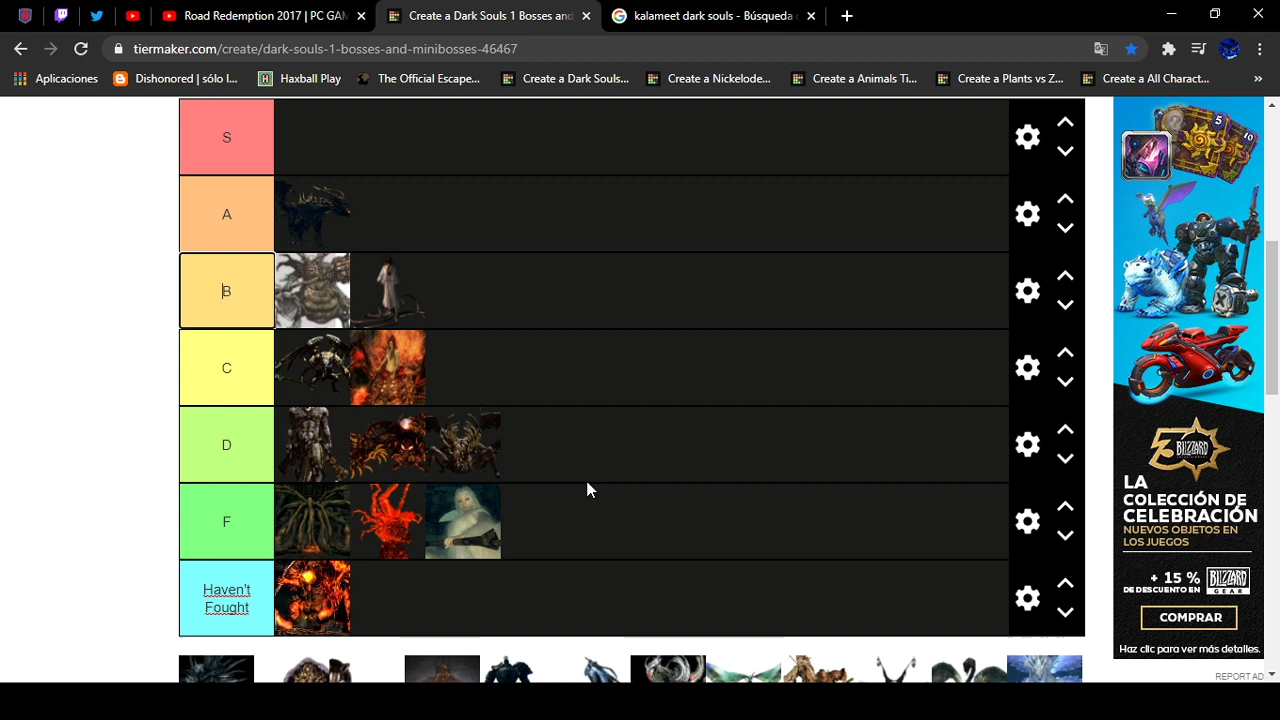 Road Redemption 2017 | PC GAM
Create a Dark Souls 1 Bosses and
kalameet dark souls - Búsqueda
tiermaker.com/create/dark-souls-1-bosses-and-minibosses-46467
Aplicaciones
Dishonored | sólo l...
Haxball Play
The Official Escape...
Create a Dark Souls...
Create a Nickelode...
Create a Animals Ti...
Create a Plants vs Z...
Create a All Charact...
»
S
A
B
C
D
F
Haven't
Fought
5
10
BLIZZARD
ENTERTAINMENT
LA
COLECCIÓN DE
CELEBRACIÓN
NUEVOS OBJETOS EN
LOS JUEGOS
+ 15 %
DE DESCUENTO EN
BLIZZARD
GEAR
COMPRAR
Haz clic para ver más detalles.
REPORT AD